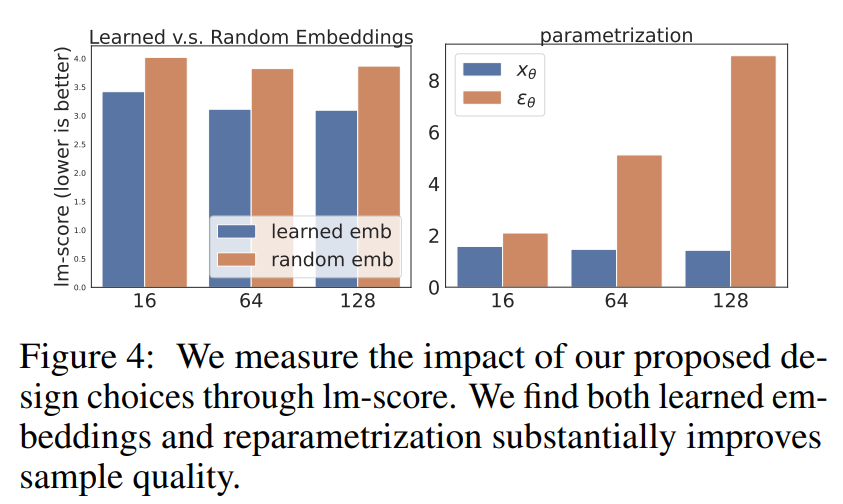 Learned v.s. Random Embeddings
lm-score (lower is better)
4.0
3.5
3.0
2.5
2.0
1.5
1.0
0.5
0.0
learned emb
random emb
16 64 128
parametrization
8
6
4
2
0
xθ
εθ
16 64 128
Figure 4: We measure the impact of our proposed de-
sign choices through lm-score. We find both learned em-
beddings and reparametrization substantially improves
sample quality.